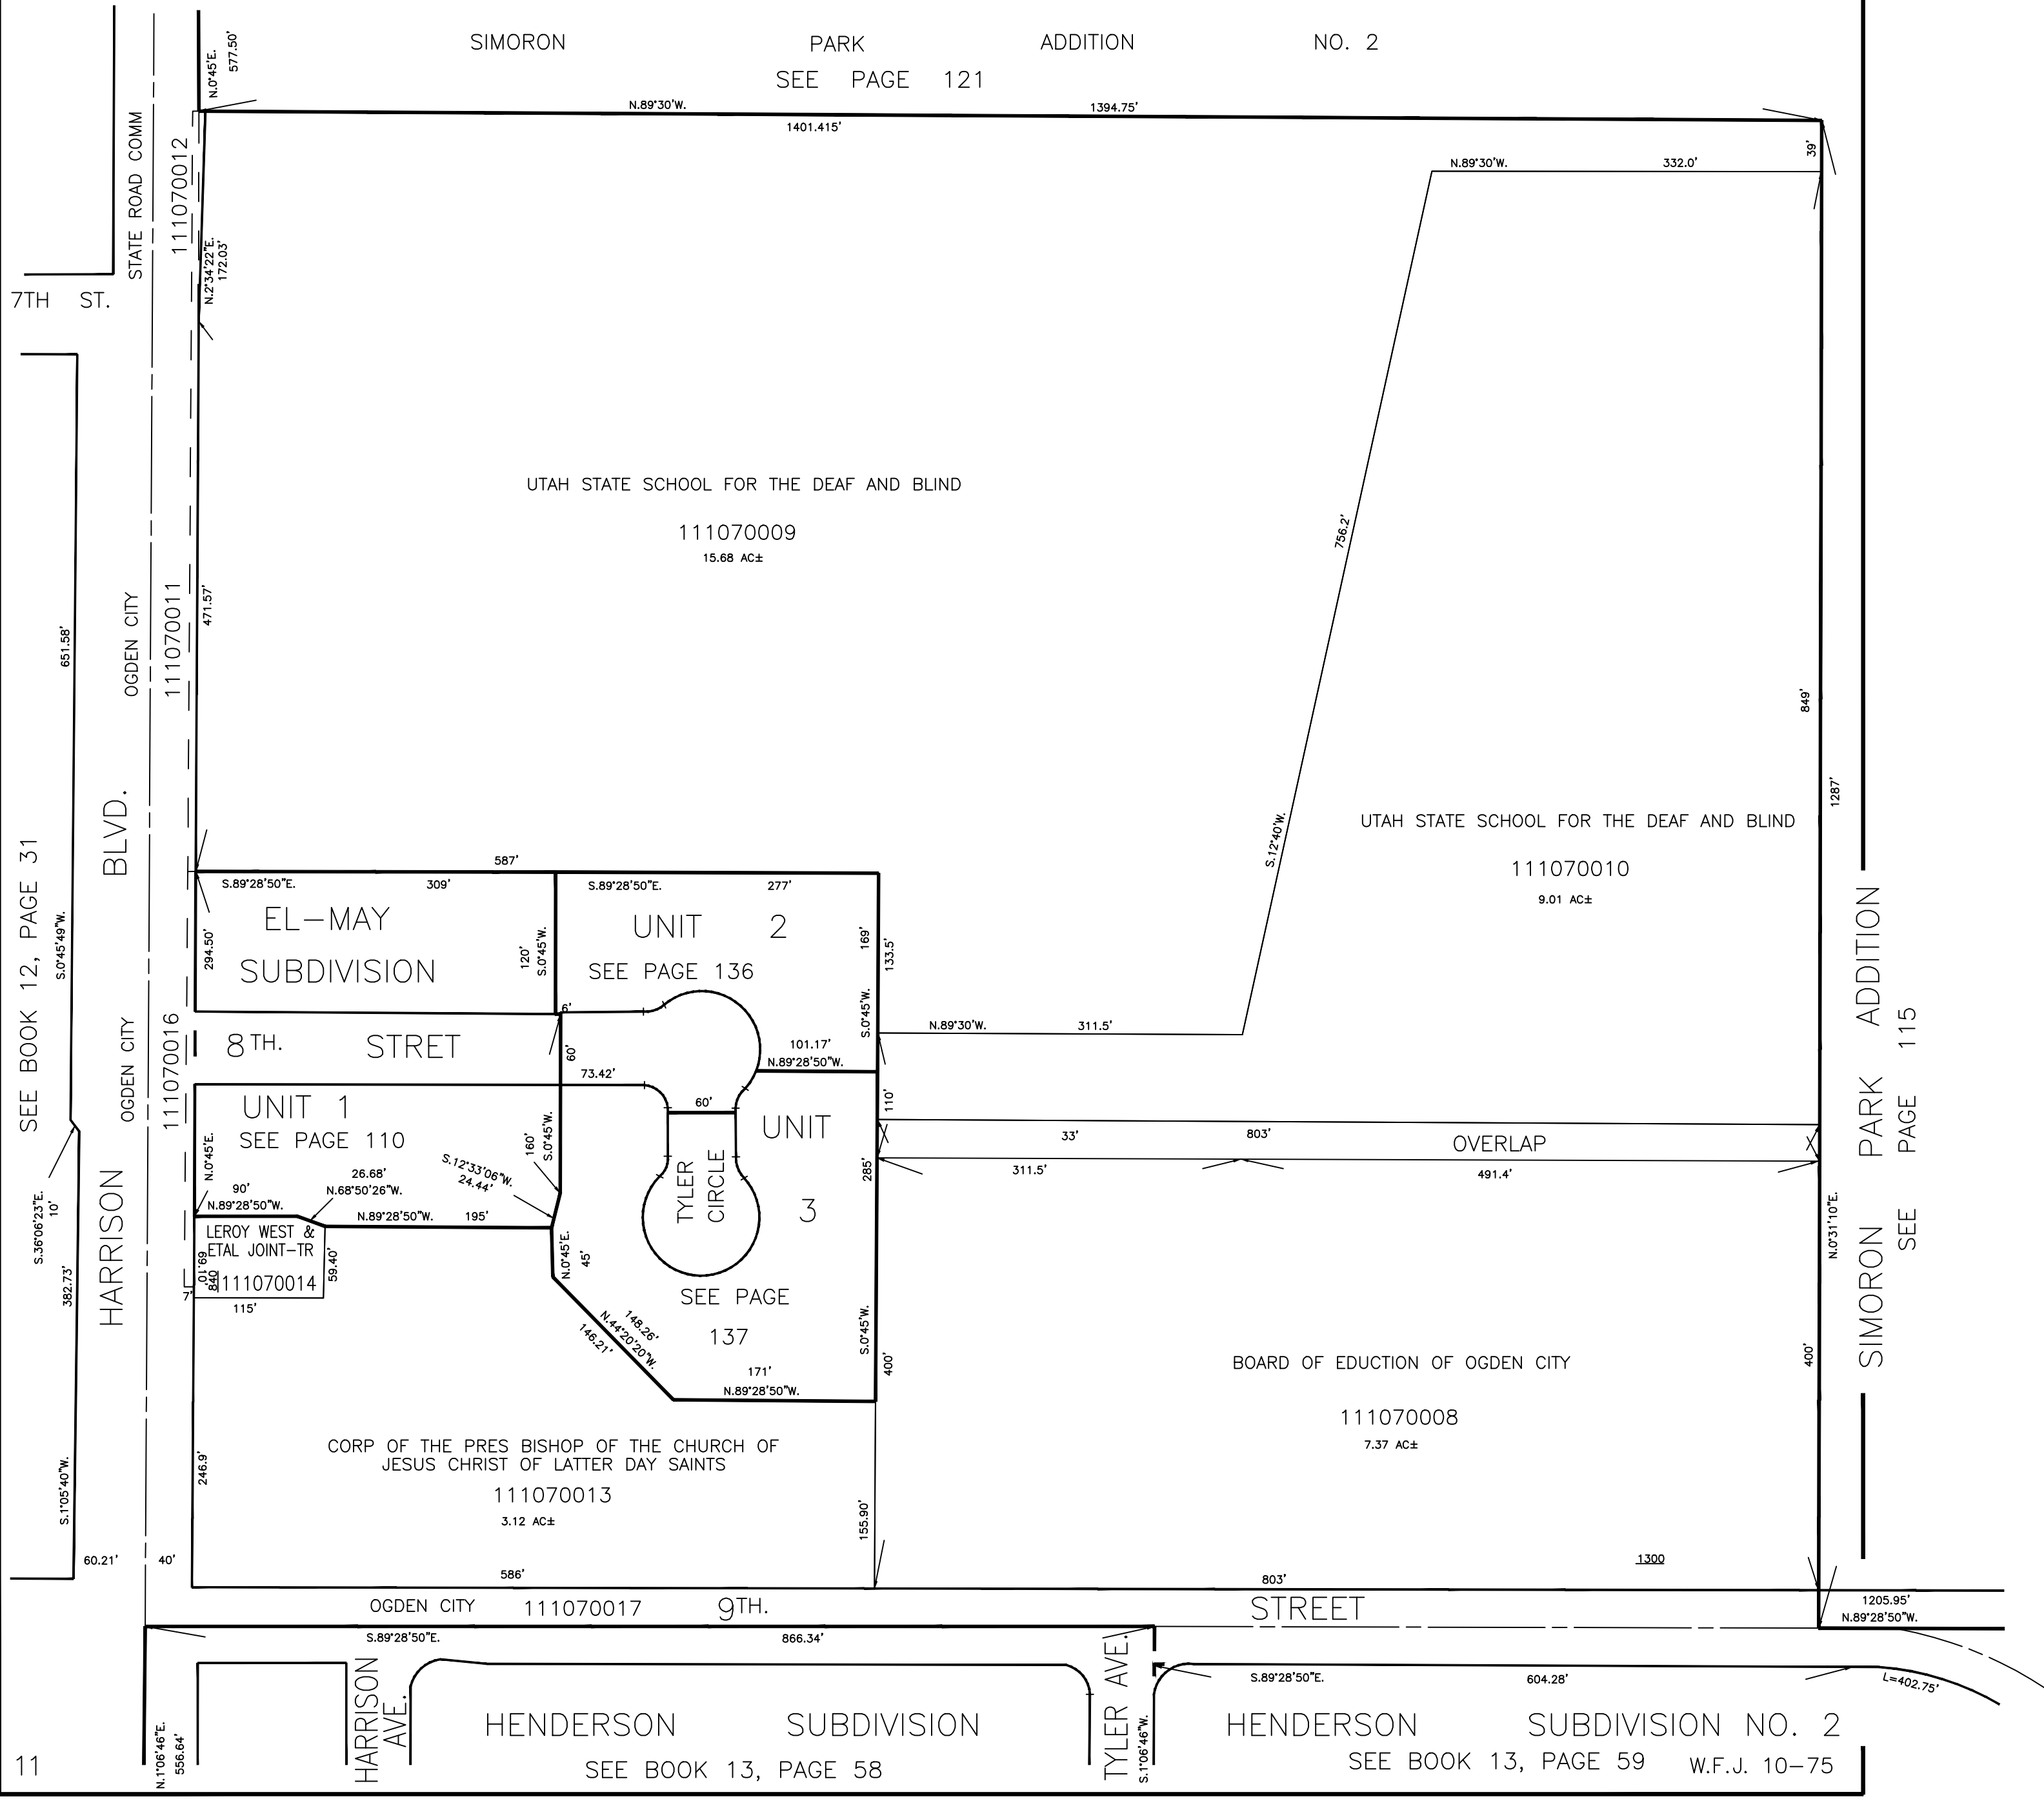 SIMORON PARK ADDITION NO. 2
SEE PAGE 121
N.0°45'E.
577.50'
N.89°30'W.
1394.75'
1401.415'
STATE ROAD COMM
111070012
39'
N.89°30'W.
332.0'
N.2°34'22"E.
172.03'
7TH ST.
UTAH STATE SCHOOL FOR THE DEAF AND BLIND
111070009
15.68 AC±
756.2'
S.12°40'W.
471.57'
OGDEN CITY
111070011
651.58'
849'
1287'
UTAH STATE SCHOOL FOR THE DEAF AND BLIND
111070010
9.01 AC±
SEE BOOK 12, PAGE 31
HARRISON BLVD.
S.0°45'49"W.
587'
S.89°28'50"E.
309'
S.89°28'50"E.
277'
EL-MAY
SUBDIVISION
294.50'
120'
S.0°45'W.
UNIT 2
SEE PAGE 136
169'
S.0°45'W.
133.5'
6'
N.89°30'W.
311.5'
OGDEN CITY
111070016
8TH. STRET
60'
73.42'
101.17'
N.89°28'50"W.
60'
110'
UNIT 1
SEE PAGE 110
N.0°45'E.
160'
S.0°45'W.
UNIT
3
33'
803'
OVERLAP
311.5'
491.4'
285'
TYLER
CIRCLE
S.12°33'06"W.
24.44'
26.68'
N.68°50'26"W.
90'
N.89°28'50"W.
N.89°28'50"W.
195'
LEROY WEST &
ETAL JOINT-TR
111070014
69.10'
840
59.40'
7'
115'
N.0°45'E.
45'
SEE PAGE
137
148.26'
N.44°20'20"W.
146.21'
171'
N.89°28'50"W.
S.0°45'W.
400'
S.36°06'23"E.
10'
382.73'
S.1°05'40"W.
SIMORON PARK ADDITION
SEE PAGE 115
N.0°31'10"E.
400'
BOARD OF EDUCTION OF OGDEN CITY
111070008
7.37 AC±
CORP OF THE PRES BISHOP OF THE CHURCH OF
JESUS CHRIST OF LATTER DAY SAINTS
111070013
3.12 AC±
246.9'
155.90'
60.21'
40'
586'
803'
1300
OGDEN CITY 111070017 9TH. STREET
1205.95'
N.89°28'50"W.
S.89°28'50"E.
866.34'
S.89°28'50"E.
604.28'
L=402.75'
N.1°06'46"E.
556.64'
HARRISON
AVE.
HENDERSON SUBDIVISION
SEE BOOK 13, PAGE 58
TYLER AVE.
S.1°06'46"W.
HENDERSON SUBDIVISION NO. 2
SEE BOOK 13, PAGE 59
W.F.J. 10-75
11